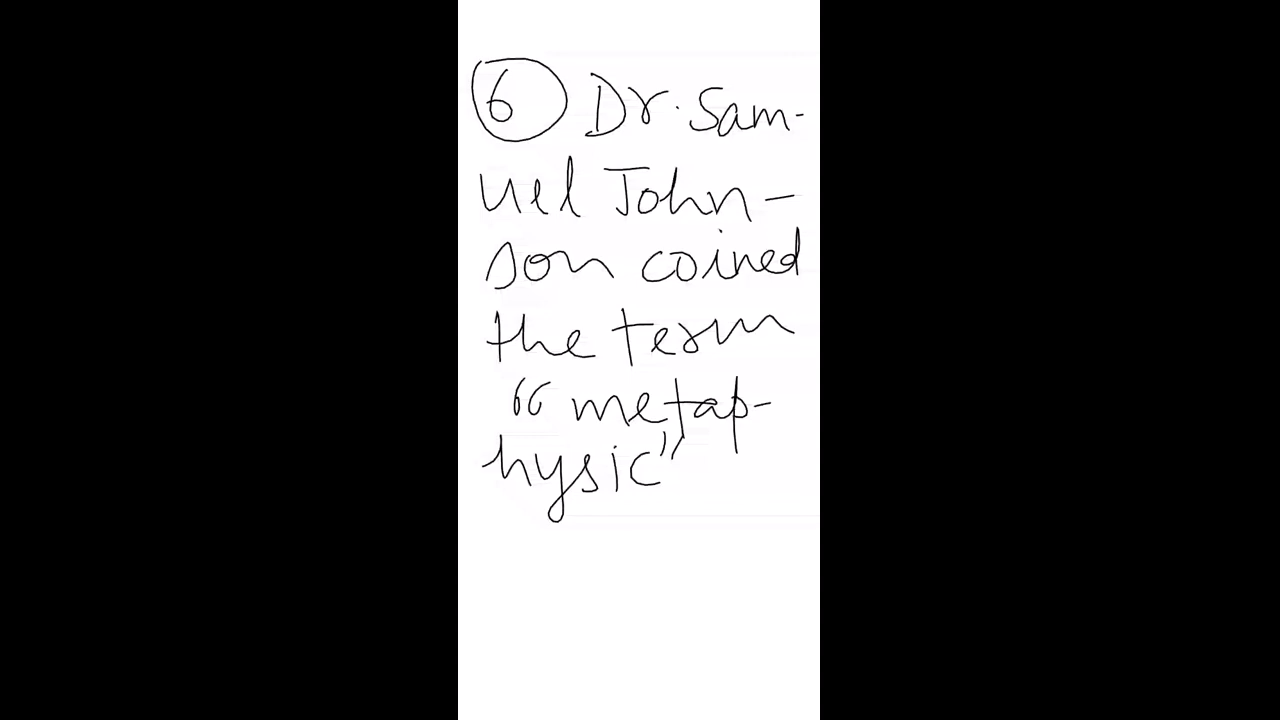 6 Dr. Sam-
uel John-
son coined
the term
"metap-
hysic"